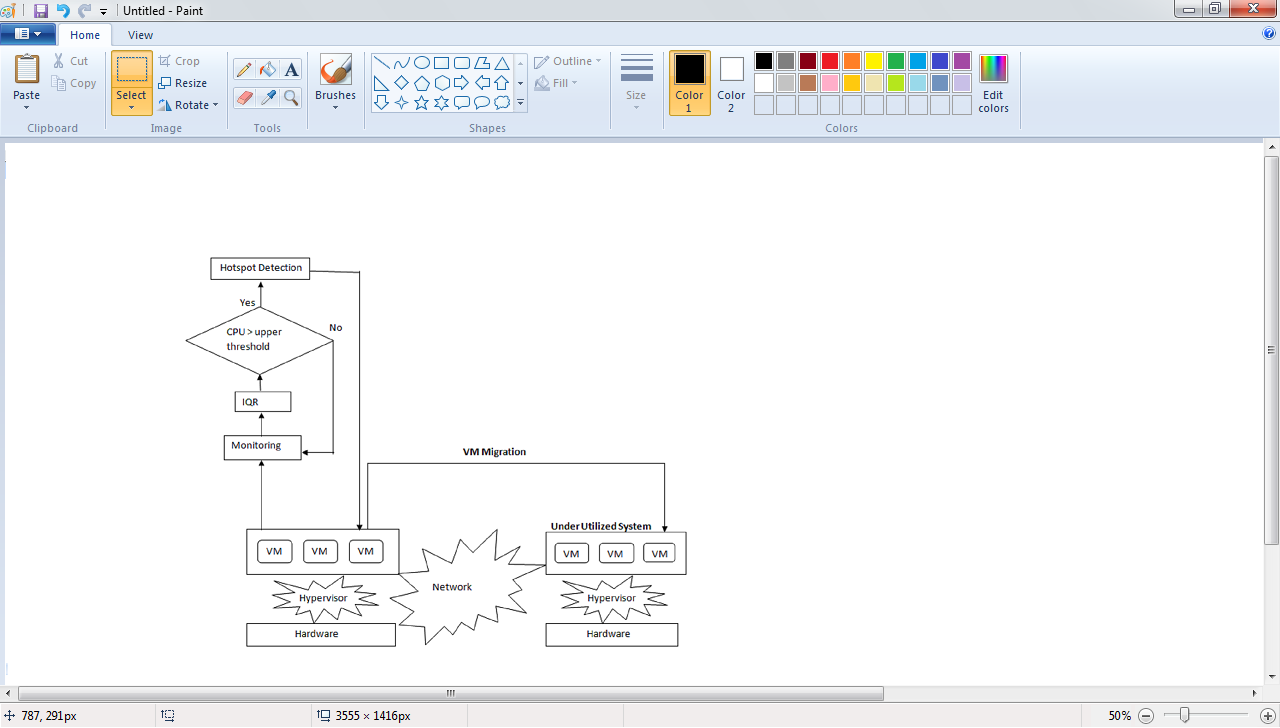 Untitled - Paint
Home
View
Paste
Cut
Copy
Clipboard
Select
Crop
Resize
Rotate
Image
A
Tools
Brushes
Shapes
Outline
Fill
Size
Color
1
Color
2
Edit
colors
Colors
Hotspot Detection
Yes
CPU > upper
threshold
No
IQR
Monitoring
VM Migration
Under Utilized System
VM VM VM
VM VM VM
Network
Hypervisor
Hypervisor
Hardware
Hardware
787, 291px
3555 × 1416px
50%